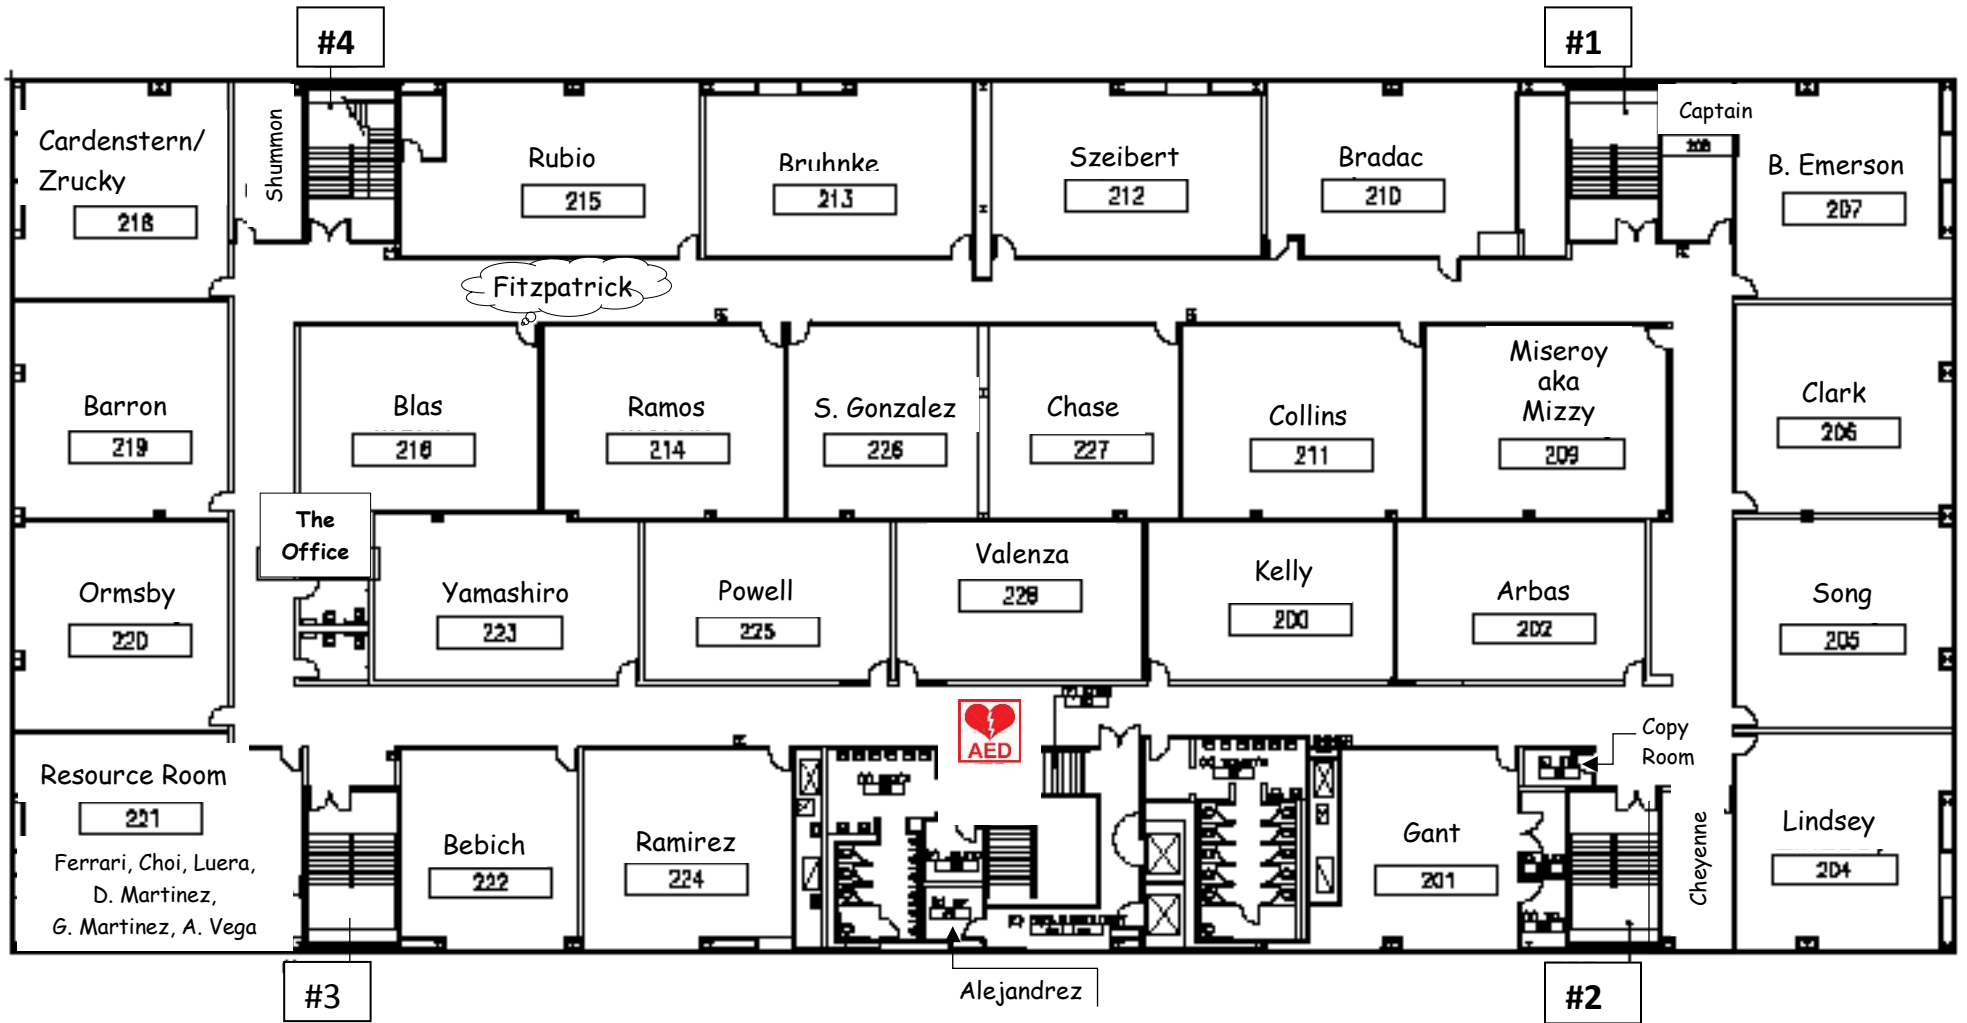 #4
#1
Captain
208
Cardenstern/
Zrucky
218
Shummon
Rubio
215
Bruhnke
213
Szeibert
212
Bradac
210
B. Emerson
207
Fitzpatrick
Barron
219
Blas
216
Ramos
214
S. Gonzalez
226
Chase
227
Collins
211
Miseroy
aka
Mizzy
209
Clark
206
The
Office
Ormsby
220
Yamashiro
223
Powell
225
Valenza
228
Kelly
200
Arbas
202
Song
205
AED
Copy
Room
Resource Room
221
Ferrari, Choi, Luera,
D. Martinez,
G. Martinez, A. Vega
Bebich
222
Ramirez
224
Gant
201
Cheyenne
Lindsey
204
Alejandrez
#3
#2